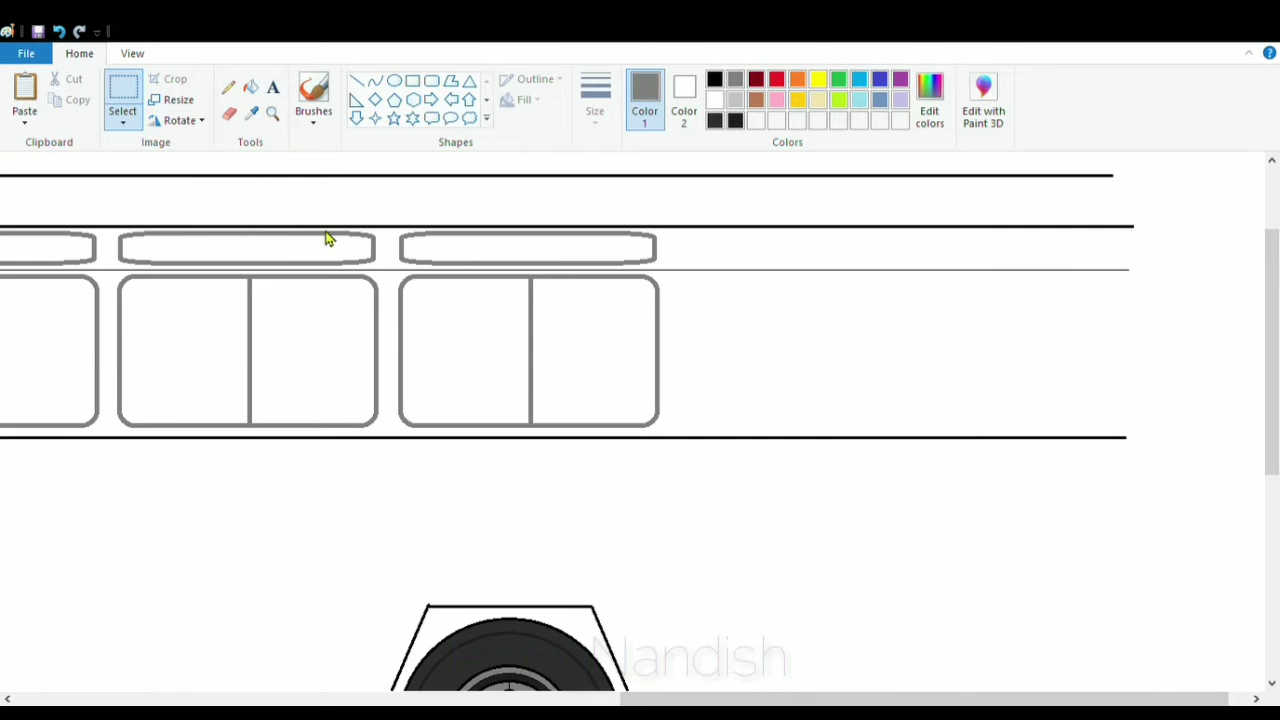 File Home View
Paste
Cut
Copy
Clipboard
Select
Crop
Resize
Rotate
Image
Tools
Brushes
Shapes
Outline
Fill
Size
Color
1
Color
2
Edit
colors
Colors
Edit with
Paint 3D
Nandish